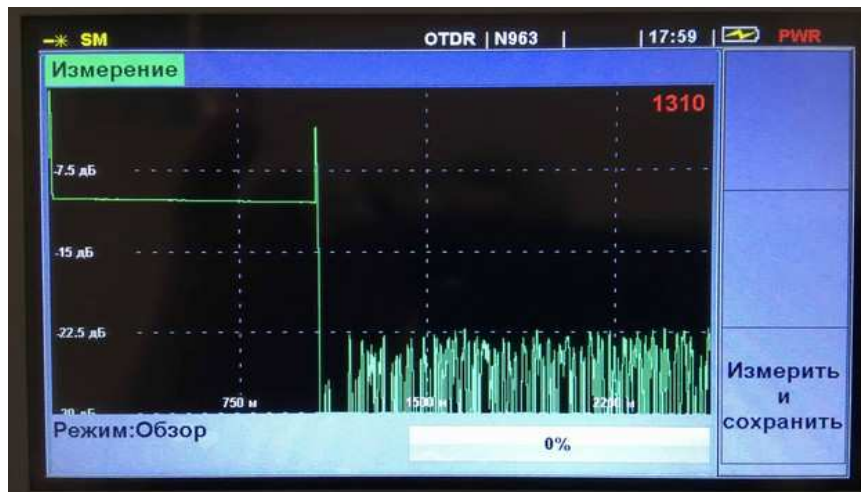 SM OTDR | N963 | | 17:59 | PWR
Измерение
1310
-7.5 дБ
-15 дБ
-22.5 дБ
750 м 1500 м 2250 м
Режим:Обзор
0%
Измерить
и
сохранить